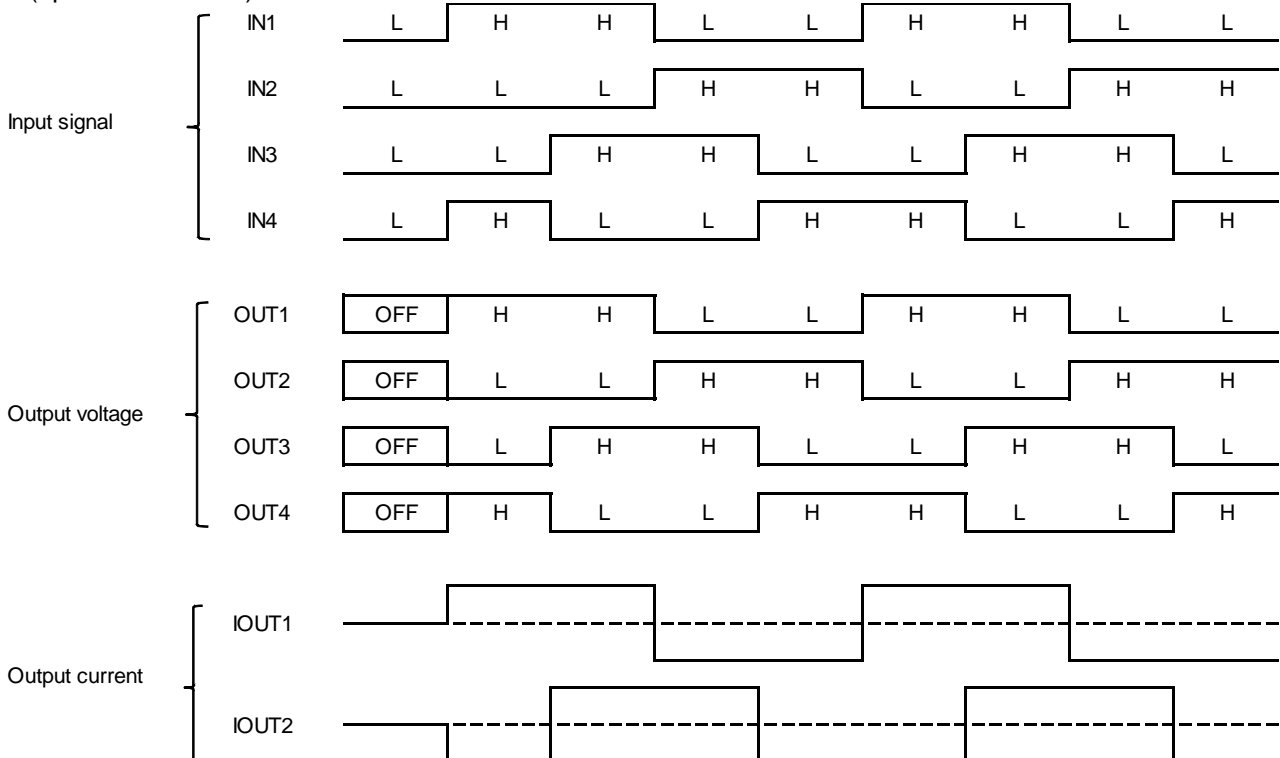 IN1 L H H L L H H L L
IN2 L L L H H L L H H
Input signal
IN3 L L H H L L H H L
IN4 L H L L H H L L H
OUT1 OFF H H L L H H L L
OUT2 OFF L L H H L L H H
Output voltage
OUT3 OFF L H H L L H H L
OUT4 OFF H L L H H L L H
IOUT1
Output current
IOUT2